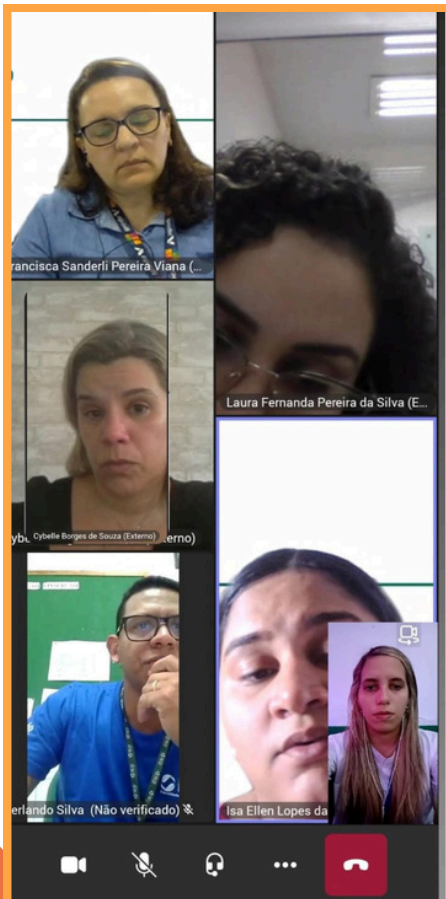 rancisca Sanderli Pereira Viana (...
Laura Fernanda Pereira da Silva (E...
Cybelle Borges de Souza (Externo)
erno)
erlando Silva (Não verificado)
Isa Ellen Lopes da